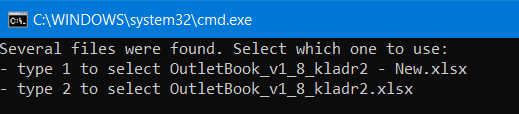 C:\WINDOWS\system32\cmd.exe
Several files were found. Select which one to use:
- type 1 to select OutletBook_v1_8_kladr2 - New.xlsx
- type 2 to select OutletBook_v1_8_kladr2.xlsx